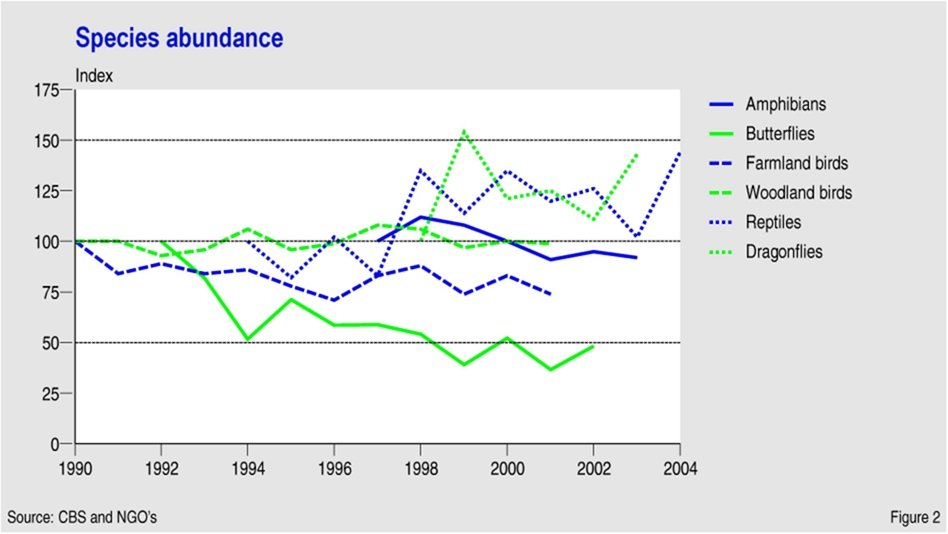 Species abundance
Index
175
150
125
100
75
50
25
0
1990 1992 1994 1996 1998 2000 2002 2004
Amphibians
Butterflies
Farmland birds
Woodland birds
Reptiles
Dragonflies
Source: CBS and NGO's
Figure 2